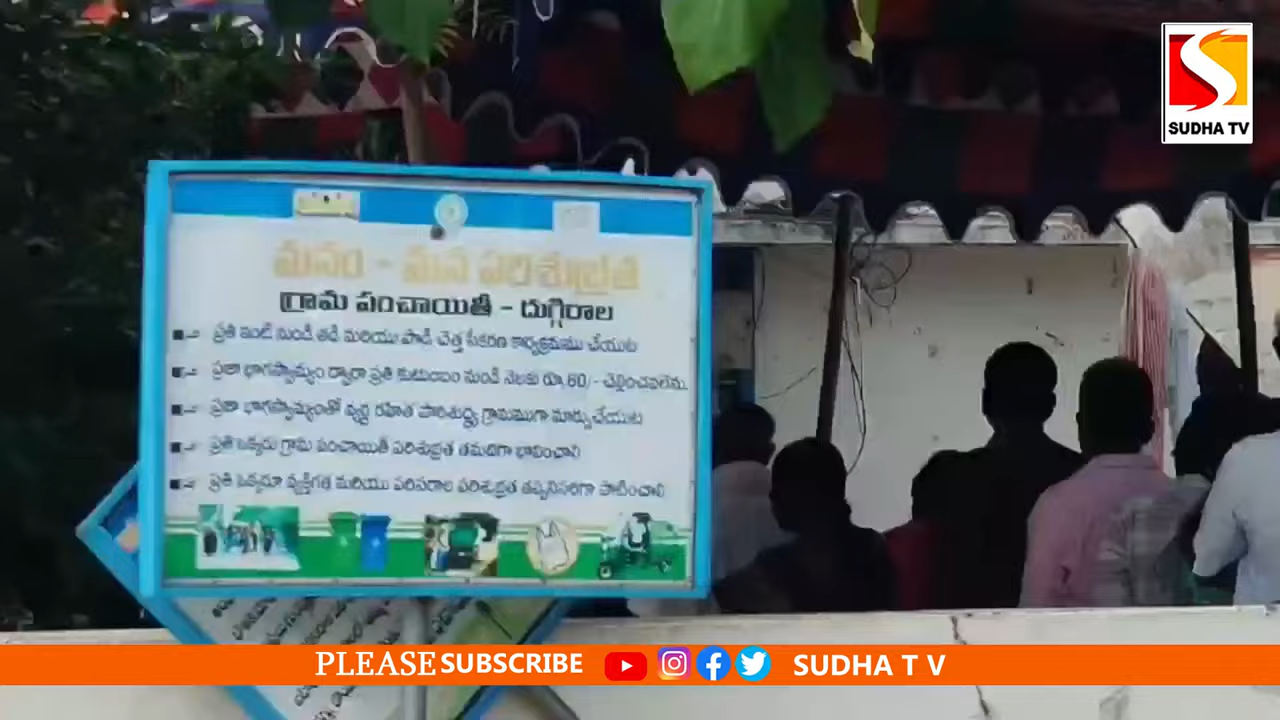 SUDHA TV
మనం - మన పరిశుభ్రత
గ్రామ పంచాయితీ - దుగ్గిరాల
ప్రతి ఇంటి నుండి తడి మరియు పొడి చెత్త సేకరణ కార్యక్రమము చేయుట
ప్రజా భాగస్వామ్యం ద్వారా ప్రతి కుటుంబం నుండి నెలకు రూ.60/- చెల్లించవలెను.
ప్రజా భాగస్వామ్యంతో వ్యర్థ రహిత పారిశుద్ధ్య గ్రామముగా మార్పు చేయుట
ప్రతి ఒక్కరు గ్రామ పంచాయితీ పరిశుభ్రత తమదిగా భావించాలి
ప్రతి ఒక్కరూ వ్యక్తిగత మరియు పరిసరాల పరిశుభ్రత తప్పనిసరిగా పాటించాలి
PLEASE SUBSCRIBE SUDHA T V